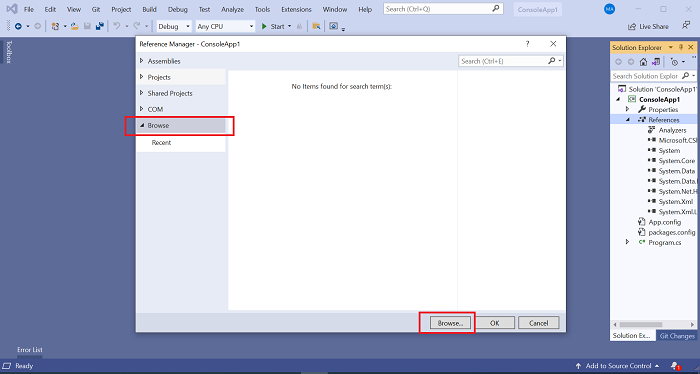 File Edit View Git Project Build Debug Test Analyze Tools Extensions Window Help Search (Ctrl+Q) ConsoleApp1 MA
Debug Any CPU Start Live Share
Toolbox
Reference Manager - ConsoleApp1 ? ×
Assemblies
Search (Ctrl+E)
Projects
Shared Projects
COM
Browse
Recent
No Items found for search term(s):
Browse... OK Cancel
Solution Explorer
Search Solution Explor
Solution 'ConsoleApp1'
ConsoleApp1
Properties
References
Analyzers
Microsoft.CS
System
System.Core
System.Data
System.Data.
System.Net.H
System.Xml
System.Xml.L
App.config
packages.config
C# Program.cs
Solution Ex... Git Changes
Error List
Ready Add to Source Control 1